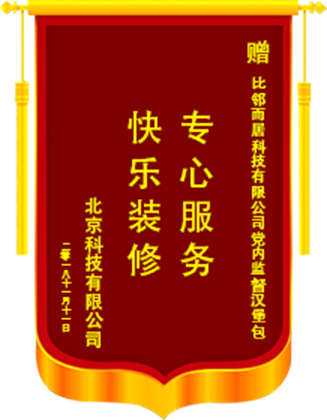 赠
比邻而居科技有限公司党内监督汉堡包
专心服务
快乐装修
北京科技有限公司
二零一八十一月十一日